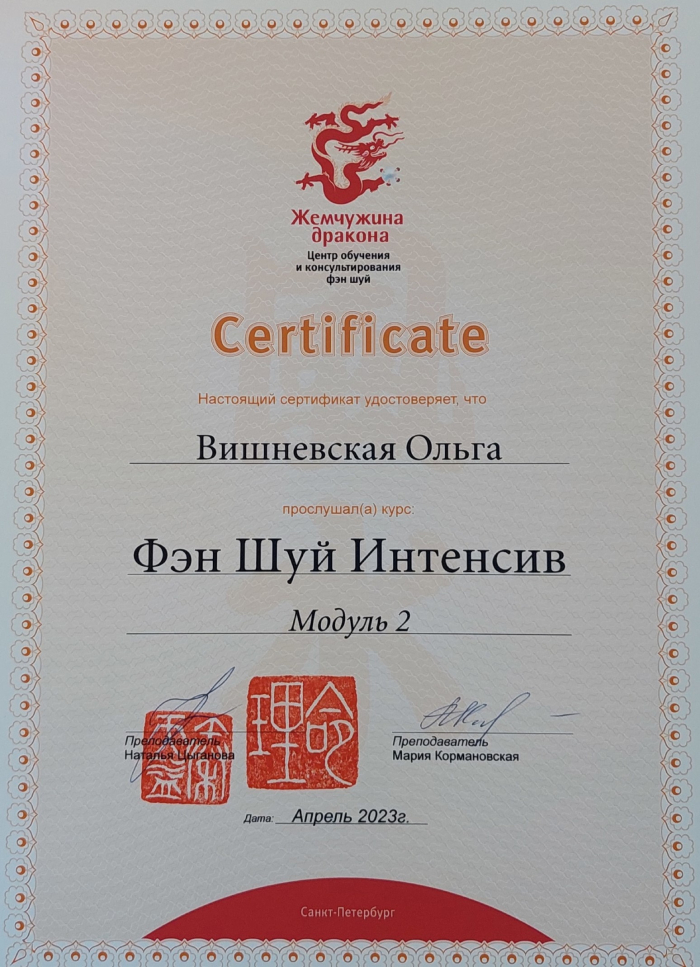 Жемчужина
дракона
Центр обучения
и консультирования
фэн шуй
Certificate
Настоящий сертификат удостоверяет, что
Вишневская Ольга
прослушал(а) курс:
Фэн Шуй Интенсив
Модуль 2
Преподаватель
Наталья Цыганова
Преподаватель
Мария Кормановская
Дата: Апрель 2023г.
Санкт-Петербург